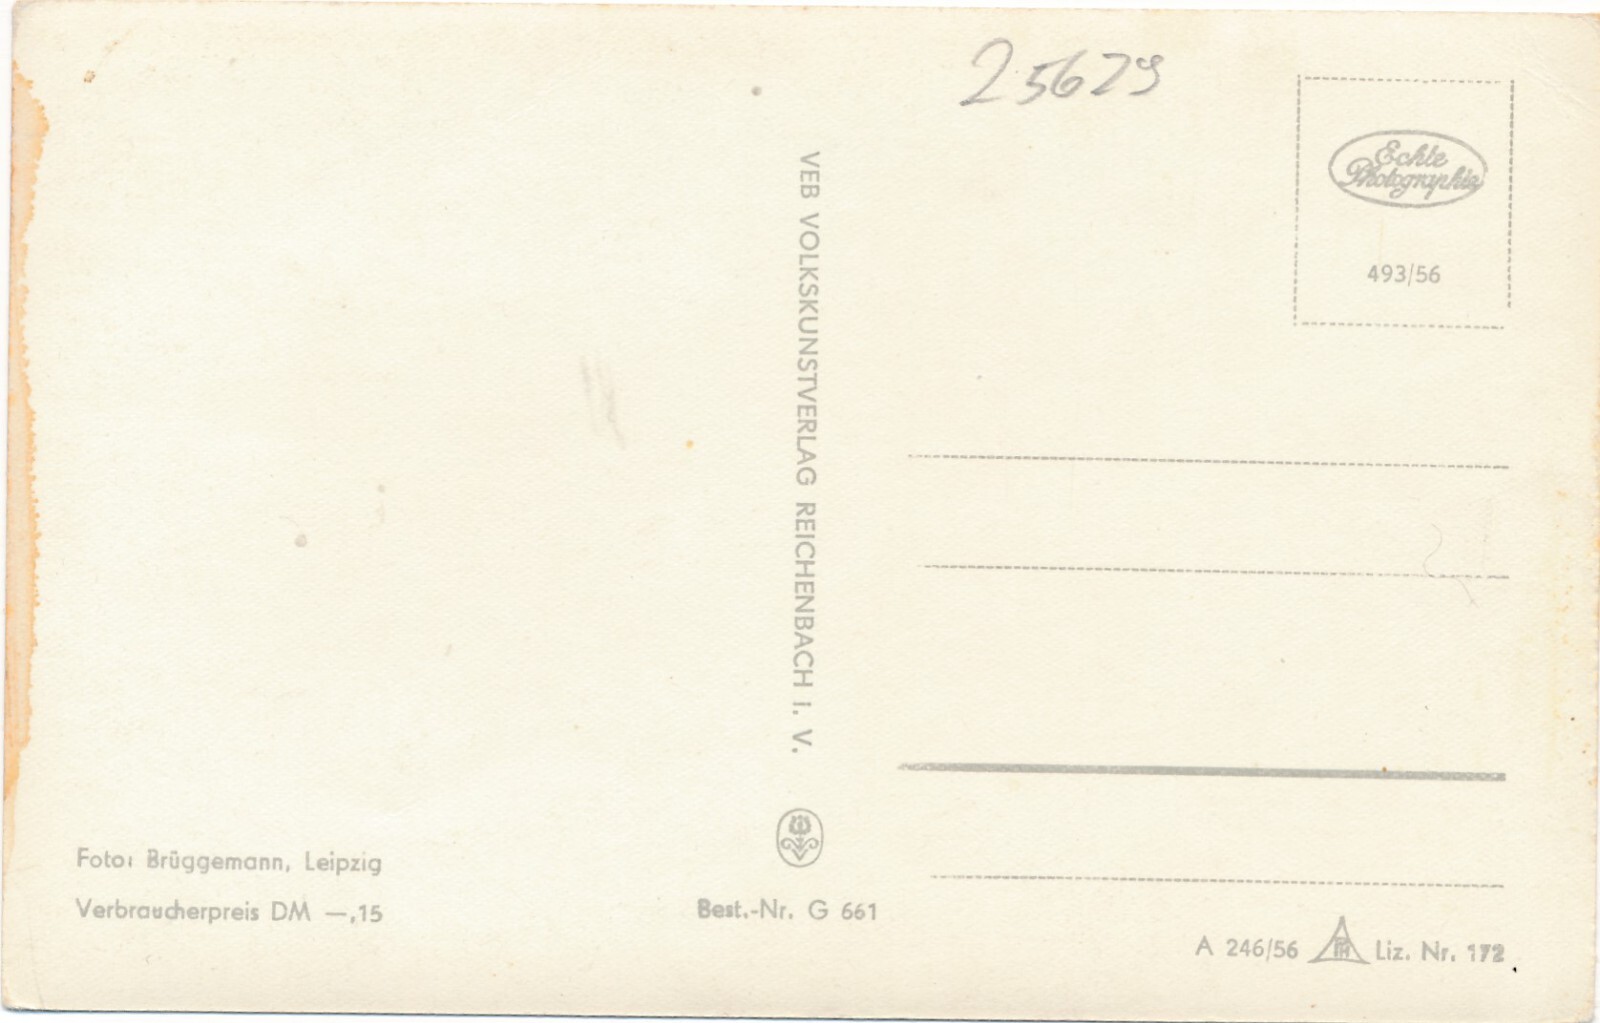 25629
Echte
Photographie
493/56
VEB VOLKSKUNSTVERLAG REICHENBACH I. V.
Foto: Brüggemann, Leipzig
Verbraucherpreis DM —,15
Best.-Nr. G 661
A 246/56 Liz. Nr. 172